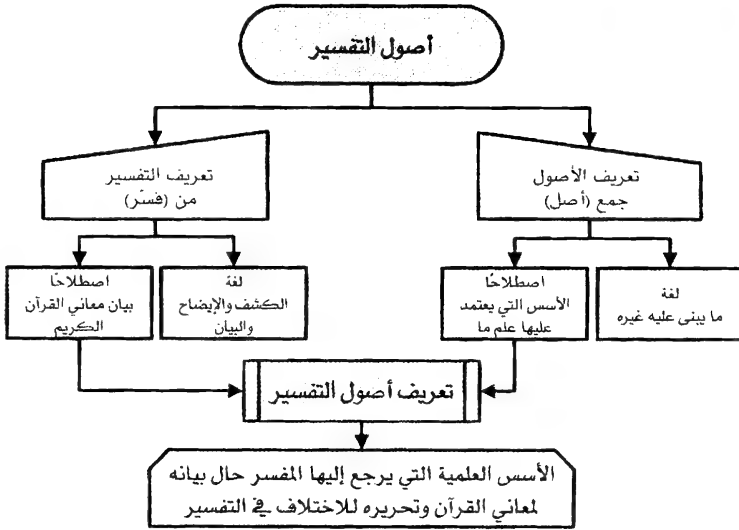 أصول التفسير
تعريف الأصول
جمع (أصل)
تعريف التفسير
من (فسّر)
لغة
ما يبنى عليه غيره
اصطلاحًا
الأسس التي يعتمد
عليها علم ما
لغة
الكشف والإيضاح
والبيان
اصطلاحًا
بيان معاني القرآن
الكريم
تعريف أصول التفسير
الأسس العلمية التي يرجع إليها المفسر حال بيانه
لمعاني القرآن وتحريره للاختلاف في التفسير